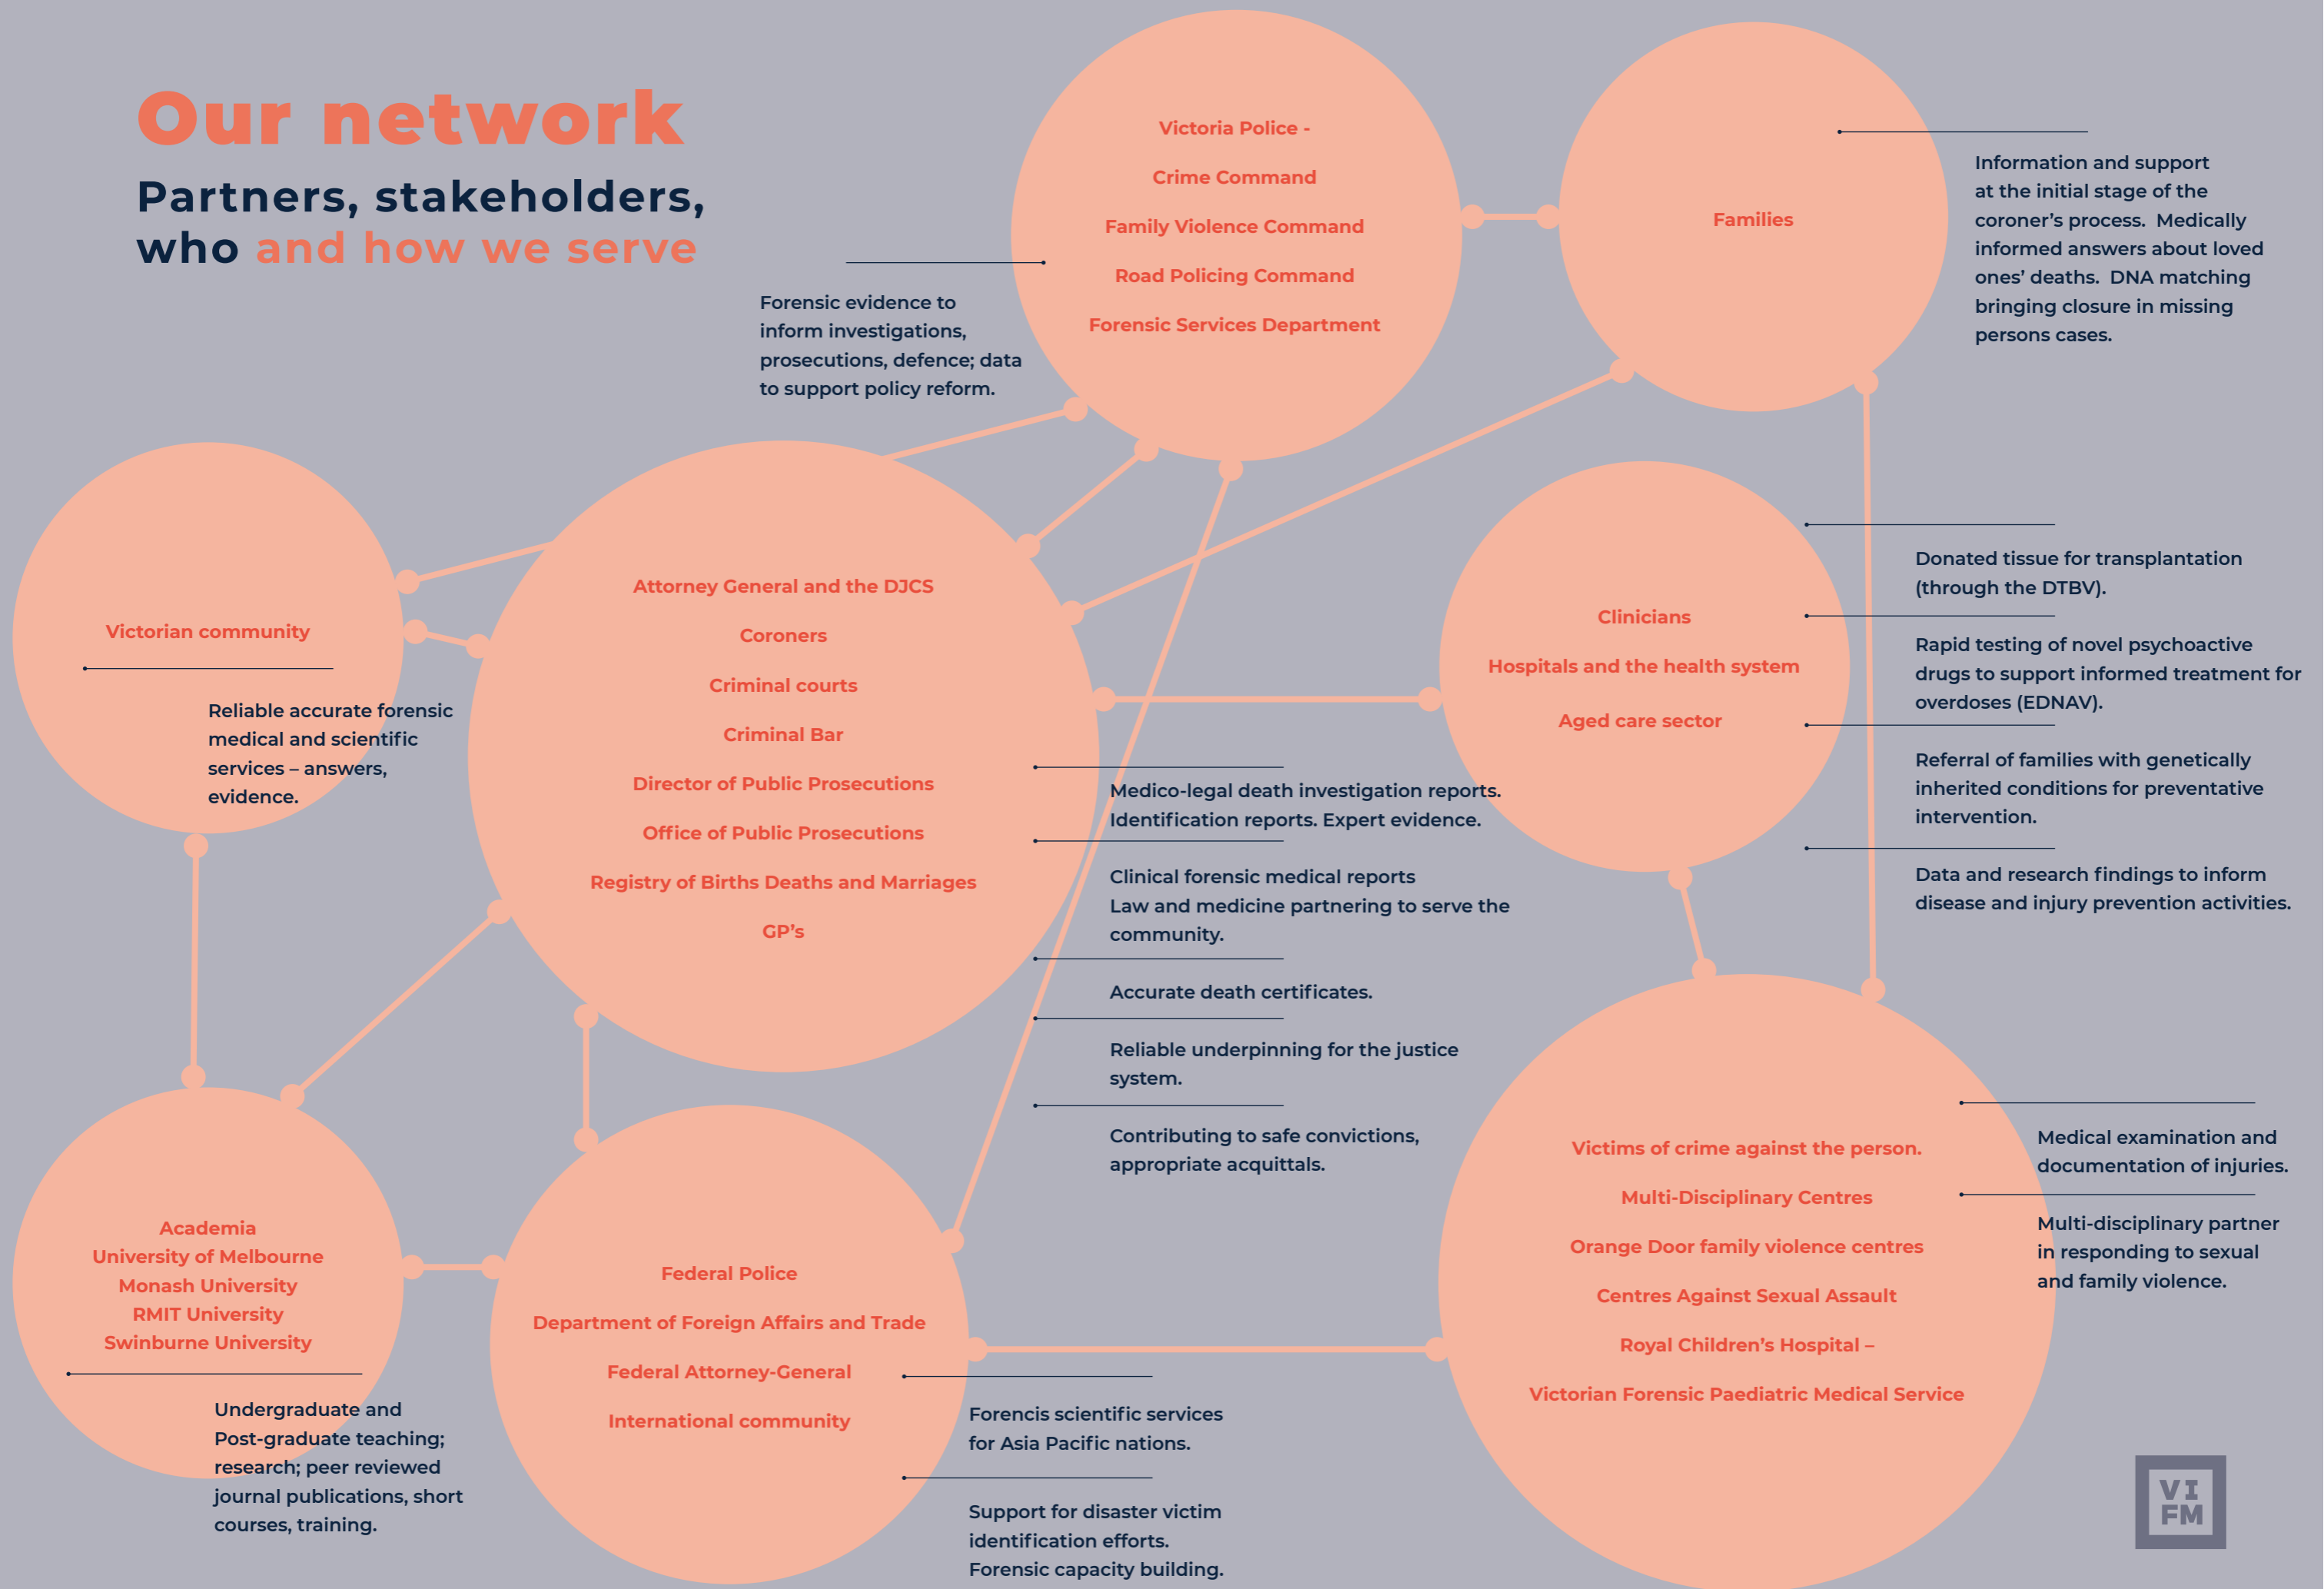 Our network
Partners, stakeholders,
who and how we serve
Victoria Police -
Crime Command
Family Violence Command
Road Policing Command
Forensic Services Department
Forensic evidence to
inform investigations,
prosecutions, defence; data
to support policy reform.
Families
Information and support
at the initial stage of the
coroner’s process.  Medically
informed answers about loved
ones’ deaths.  DNA matching
bringing closure in missing
persons cases.
Victorian community
Reliable accurate forensic
medical and scientific
services – answers,
evidence.
Attorney General and the DJCS
Coroners
Criminal courts
Criminal Bar
Director of Public Prosecutions
Office of Public Prosecutions
Registry of Births Deaths and Marriages
GP’s
Medico-legal death investigation reports.
Identification reports. Expert evidence.
Clinical forensic medical reports
Law and medicine partnering to serve the
community.
Accurate death certificates.
Reliable underpinning for the justice
system.
Contributing to safe convictions,
appropriate acquittals.
Clinicians
Hospitals and the health system
Aged care sector
Donated tissue for transplantation
(through the DTBV).
Rapid testing of novel psychoactive
drugs to support informed treatment for
overdoses (EDNAV).
Referral of families with genetically
inherited conditions for preventative
intervention.
Data and research findings to inform
disease and injury prevention activities.
Academia
University of Melbourne
Monash University
RMIT University
Swinburne University
Undergraduate and
Post-graduate teaching;
research; peer reviewed
journal publications, short
courses, training.
Federal Police
Department of Foreign Affairs and Trade
Federal Attorney-General
International community
Forencis scientific services
for Asia Pacific nations.
Support for disaster victim
identification efforts.
Forensic capacity building.
Victims of crime against the person.
Multi-Disciplinary Centres
Orange Door family violence centres
Centres Against Sexual Assault
Royal Children’s Hospital –
Victorian Forensic Paediatric Medical Service
Medical examination and
documentation of injuries.
Multi-disciplinary partner
in responding to sexual
and family violence.
VI
FM